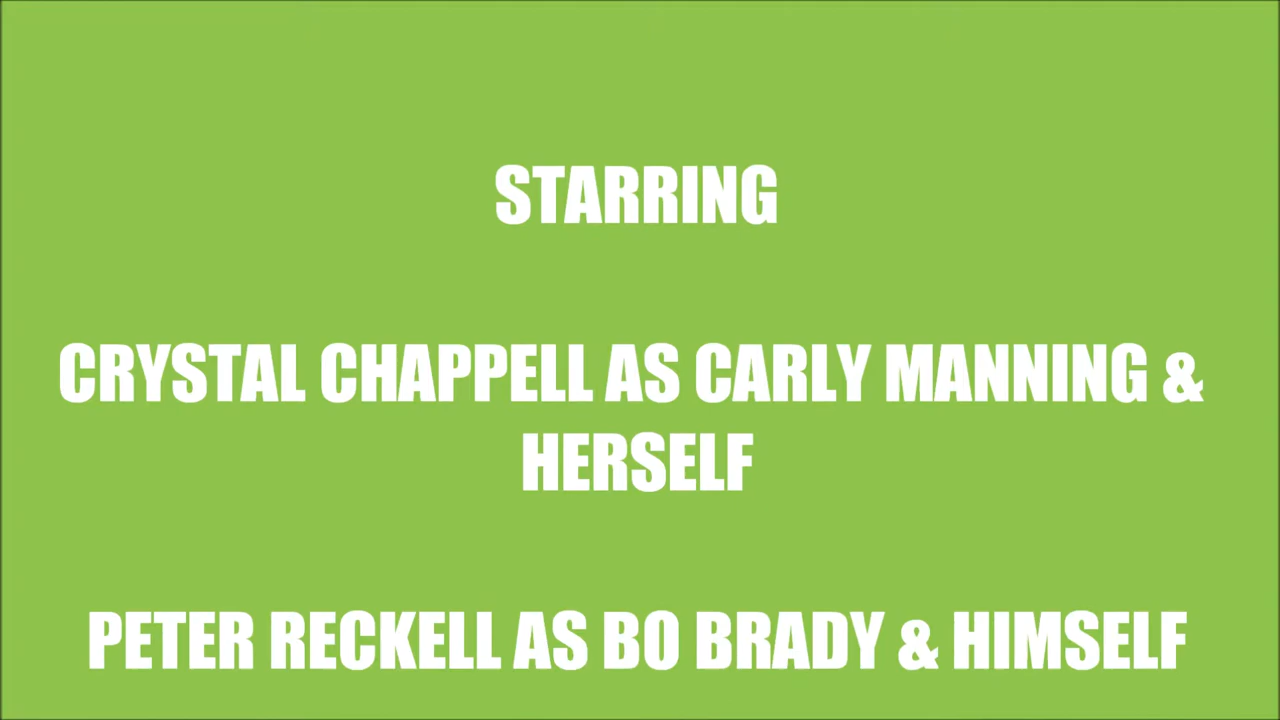 STARRING
CRYSTAL CHAPPELL AS CARLY MANNING &
HERSELF
PETER RECKELL AS BO BRADY & HIMSELF